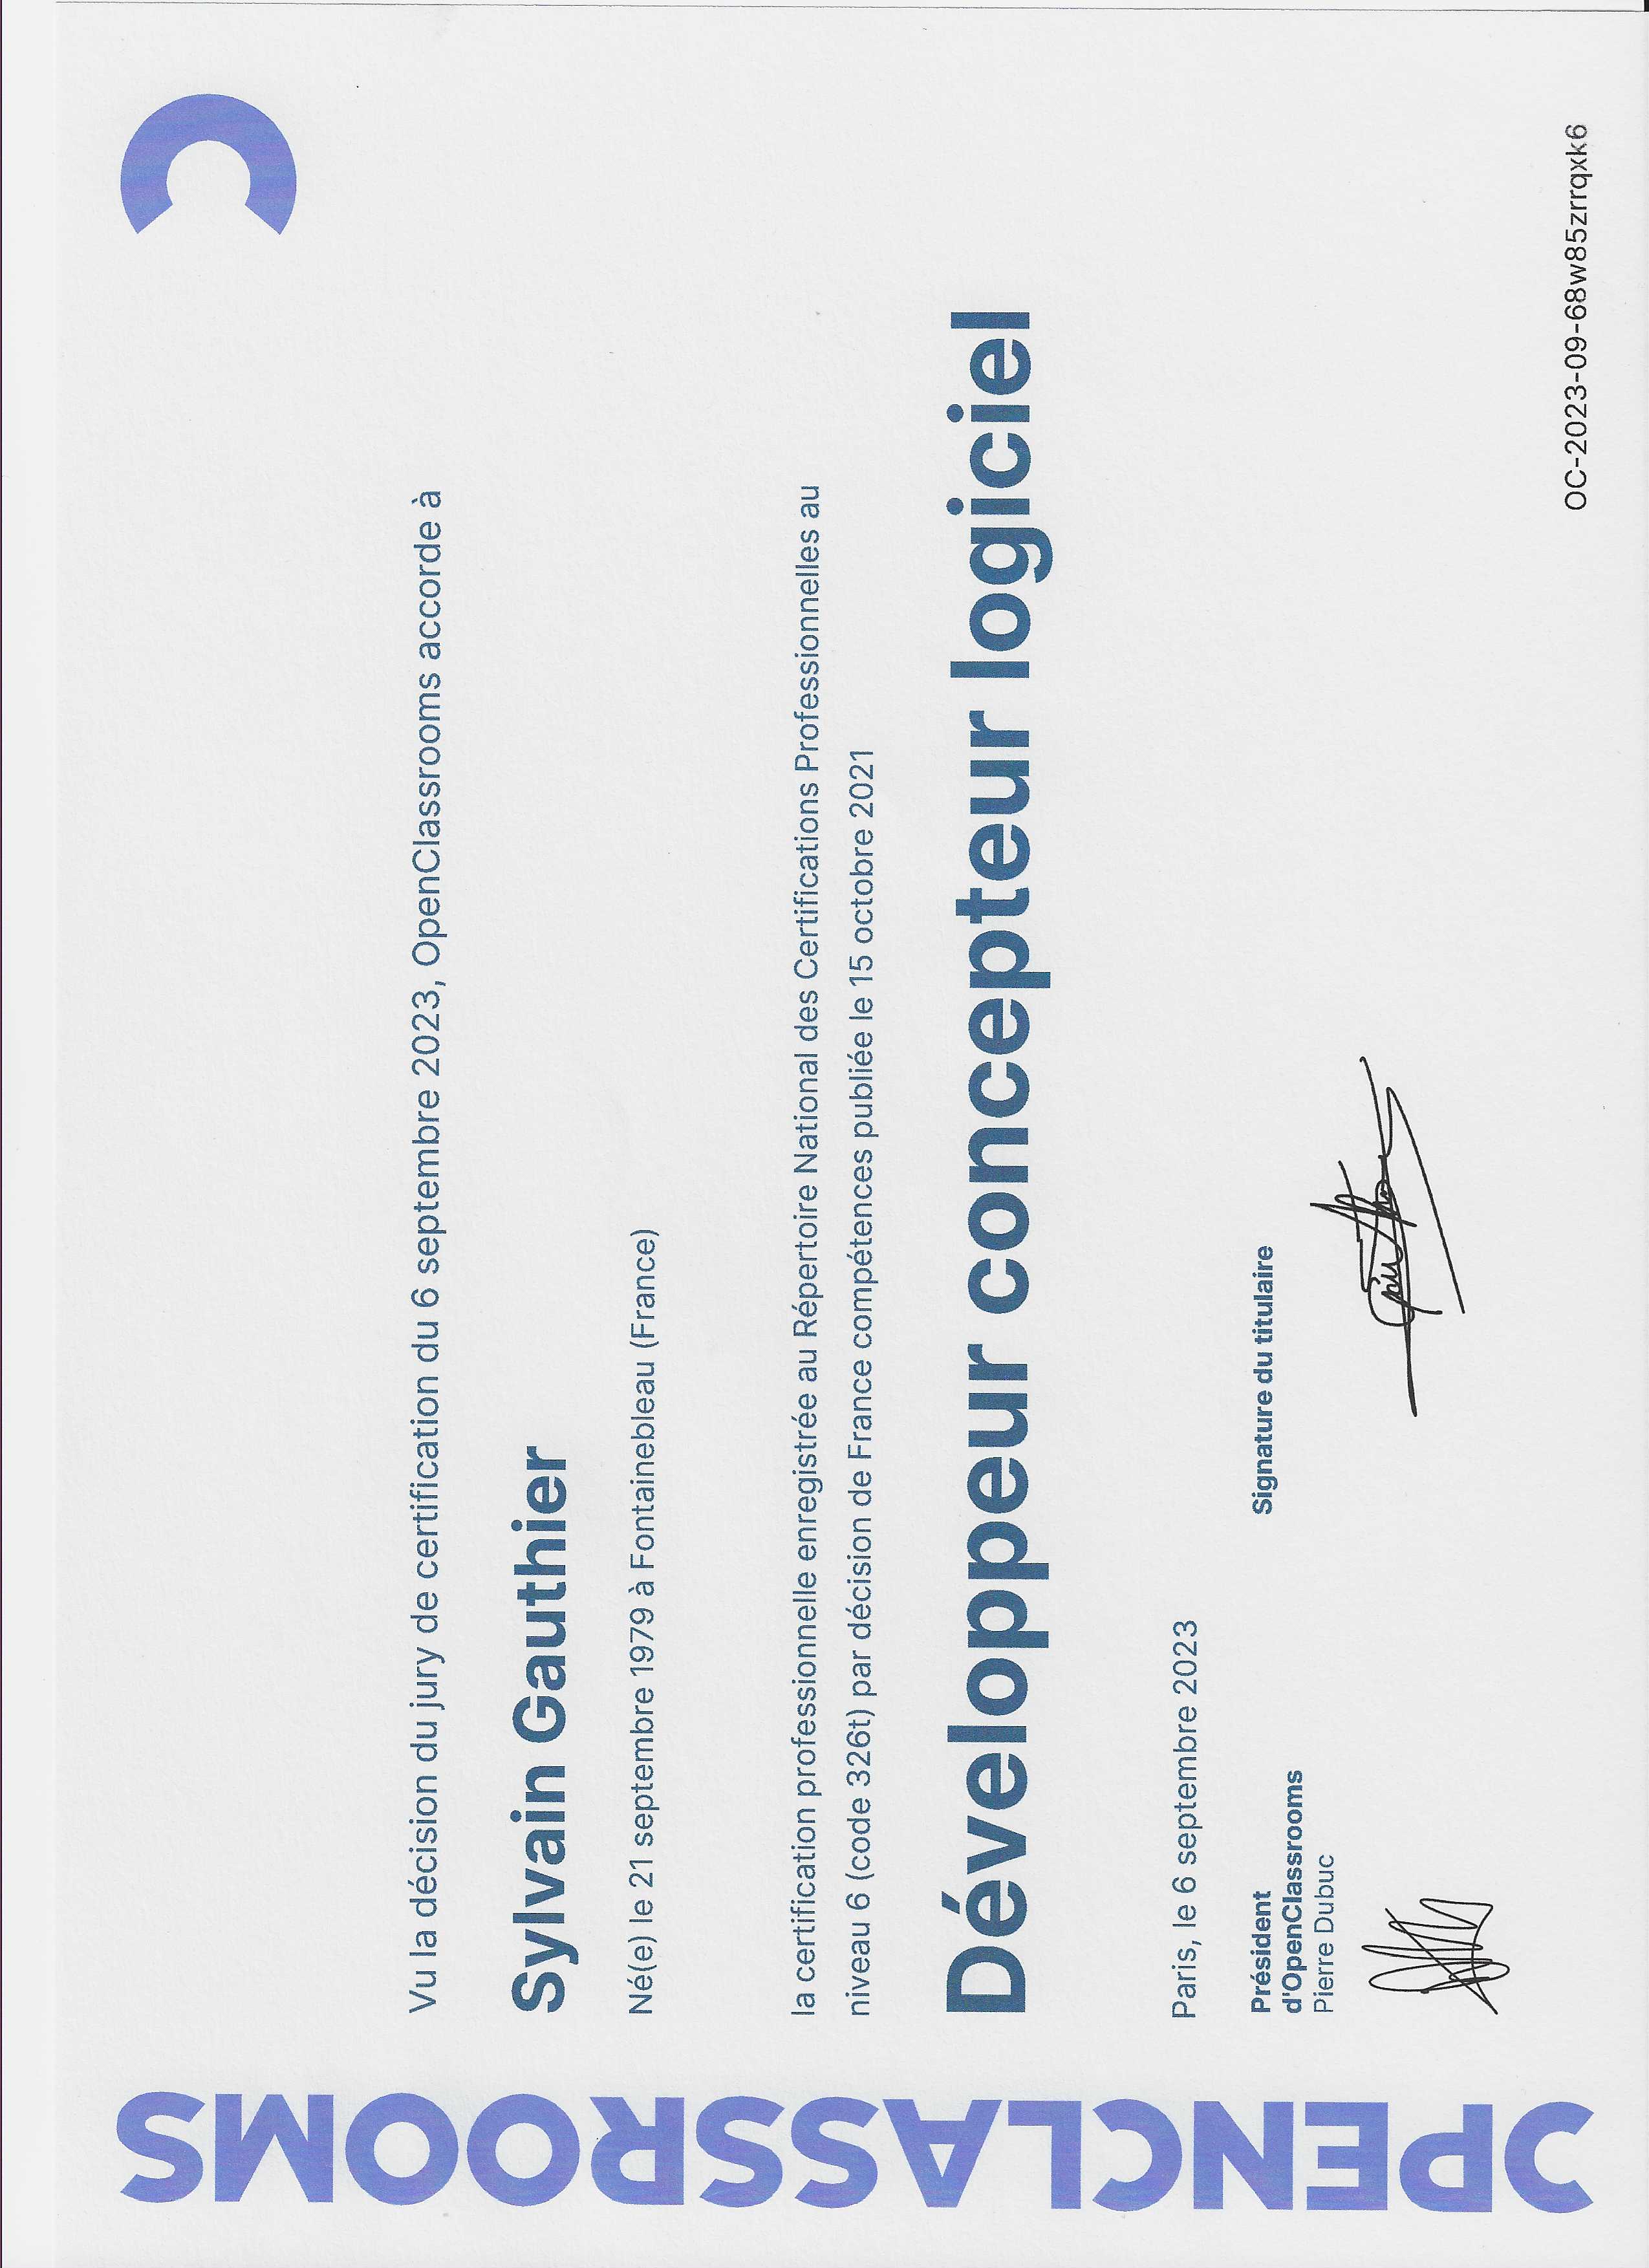 OPENCLASSROOMS
Vu la décision du jury de certification du 6 septembre 2023, OpenClassrooms accorde à
Sylvain Gauthier
Né(e) le 21 septembre 1979 à Fontainebleau (France)
la certification professionnelle enregistrée au Répertoire National des Certifications Professionnelles au
niveau 6 (code 326t) par décision de France compétences publiée le 15 octobre 2021
Développeur concepteur logiciel
Paris, le 6 septembre 2023
Président
d'OpenClassrooms
Pierre Dubuc
Signature du titulaire
OC-2023-09-68w85zrrqxk6